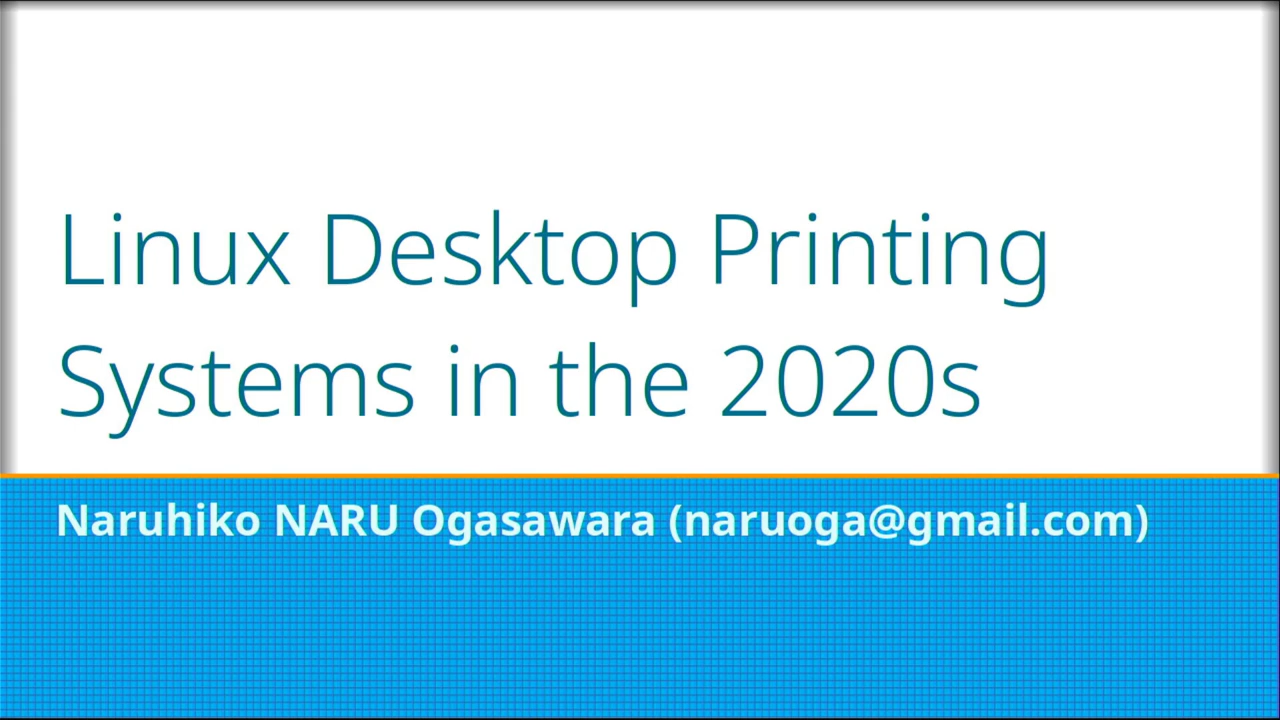 Linux Desktop Printing
Systems in the 2020s
Naruhiko NARU Ogasawara (naruoga@gmail.com)